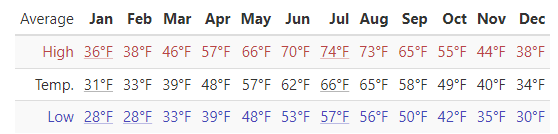 Average Jan Feb Mar Apr May Jun Jul Aug Sep Oct Nov Dec
High 36°F 38°F 46°F 57°F 66°F 70°F 74°F 73°F 65°F 55°F 44°F 38°F
Temp. 31°F 33°F 39°F 48°F 57°F 62°F 66°F 65°F 58°F 49°F 40°F 34°F
Low 28°F 28°F 33°F 39°F 48°F 53°F 57°F 56°F 50°F 42°F 35°F 30°F